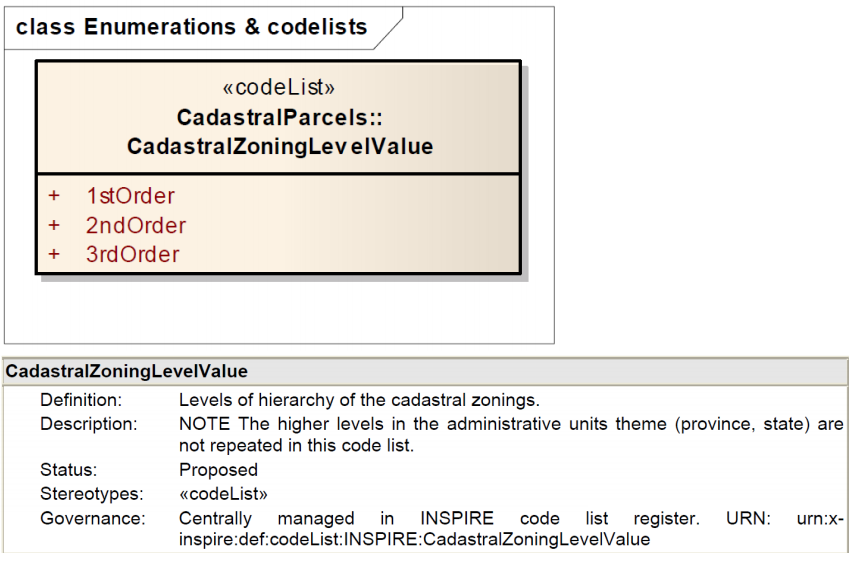 class Enumerations & codelists
«codeList»
CadastralParcels::
CadastralZoningLevelValue
+ 1stOrder
+ 2ndOrder
+ 3rdOrder
CadastralZoningLevelValue
Definition: Levels of hierarchy of the cadastral zonings.
Description: NOTE The higher levels in the administrative units theme (province, state) are
not repeated in this code list.
Status: Proposed
Stereotypes: «codeList»
Governance: Centrally managed in INSPIRE code list register. URN: urn:x-
inspire:def:codeList:INSPIRE:CadastralZoningLevelValue